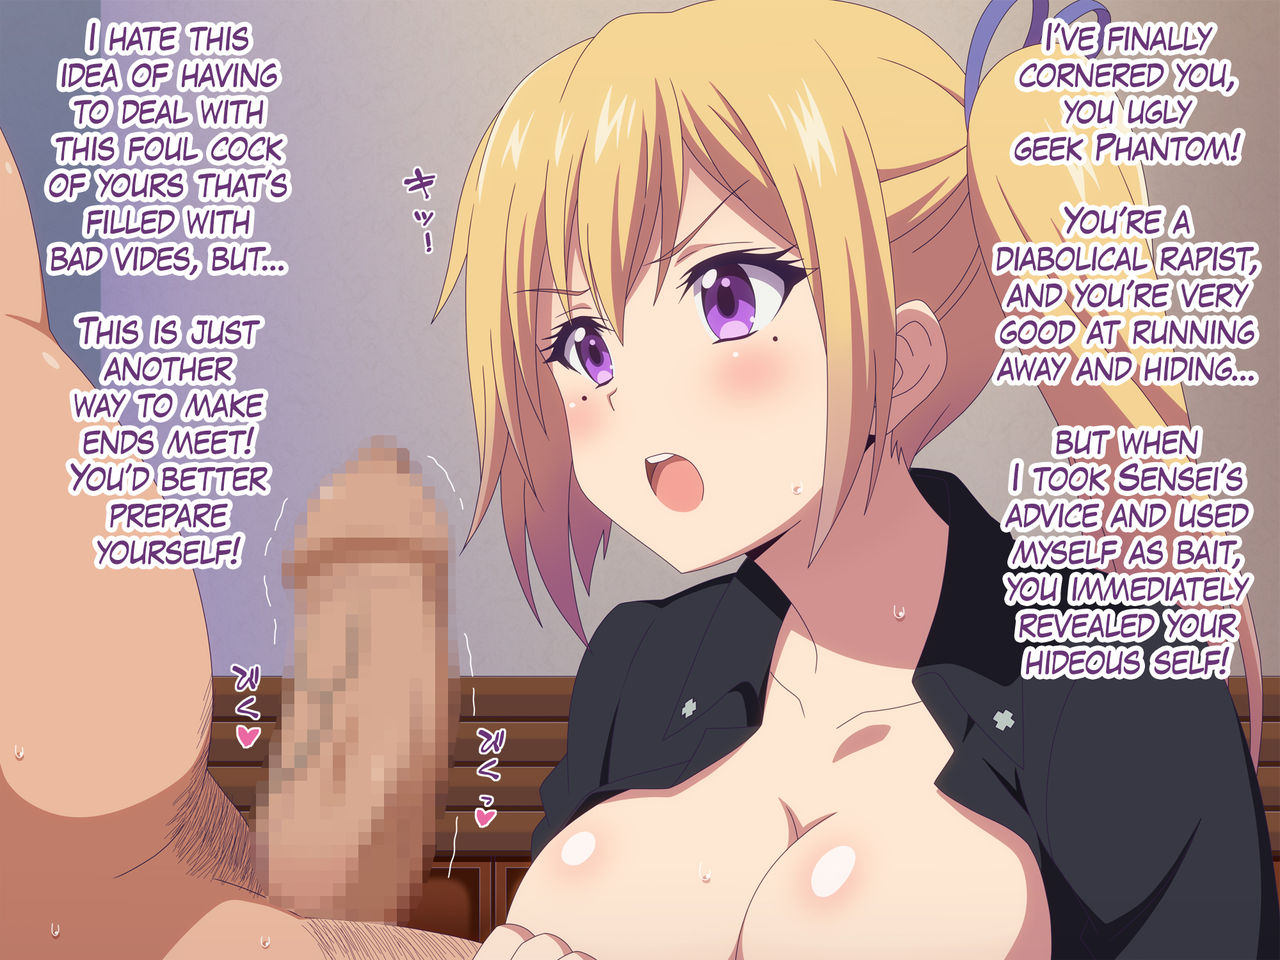 I've finally
cornered you,
you ugly
geek Phantom!
You're a
diabolical rapist,
and you're very
good at running
away and hiding...
but when
I took Sensei's
advice and used
myself as bait,
you immediately
revealed your
hideous self!
I hate this
idea of having
to deal with
this foul cock
of yours that's
filled with
bad vides, but...
This is just
another
way to make
ends meet!
You'd better
prepare
yourself!
キッ!
ビく♥
ビくっ♥